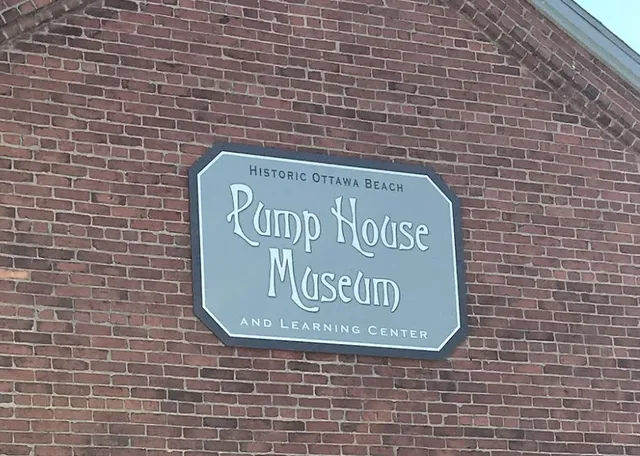 Historic Ottawa Beach
Pump House
Museum
and Learning Center